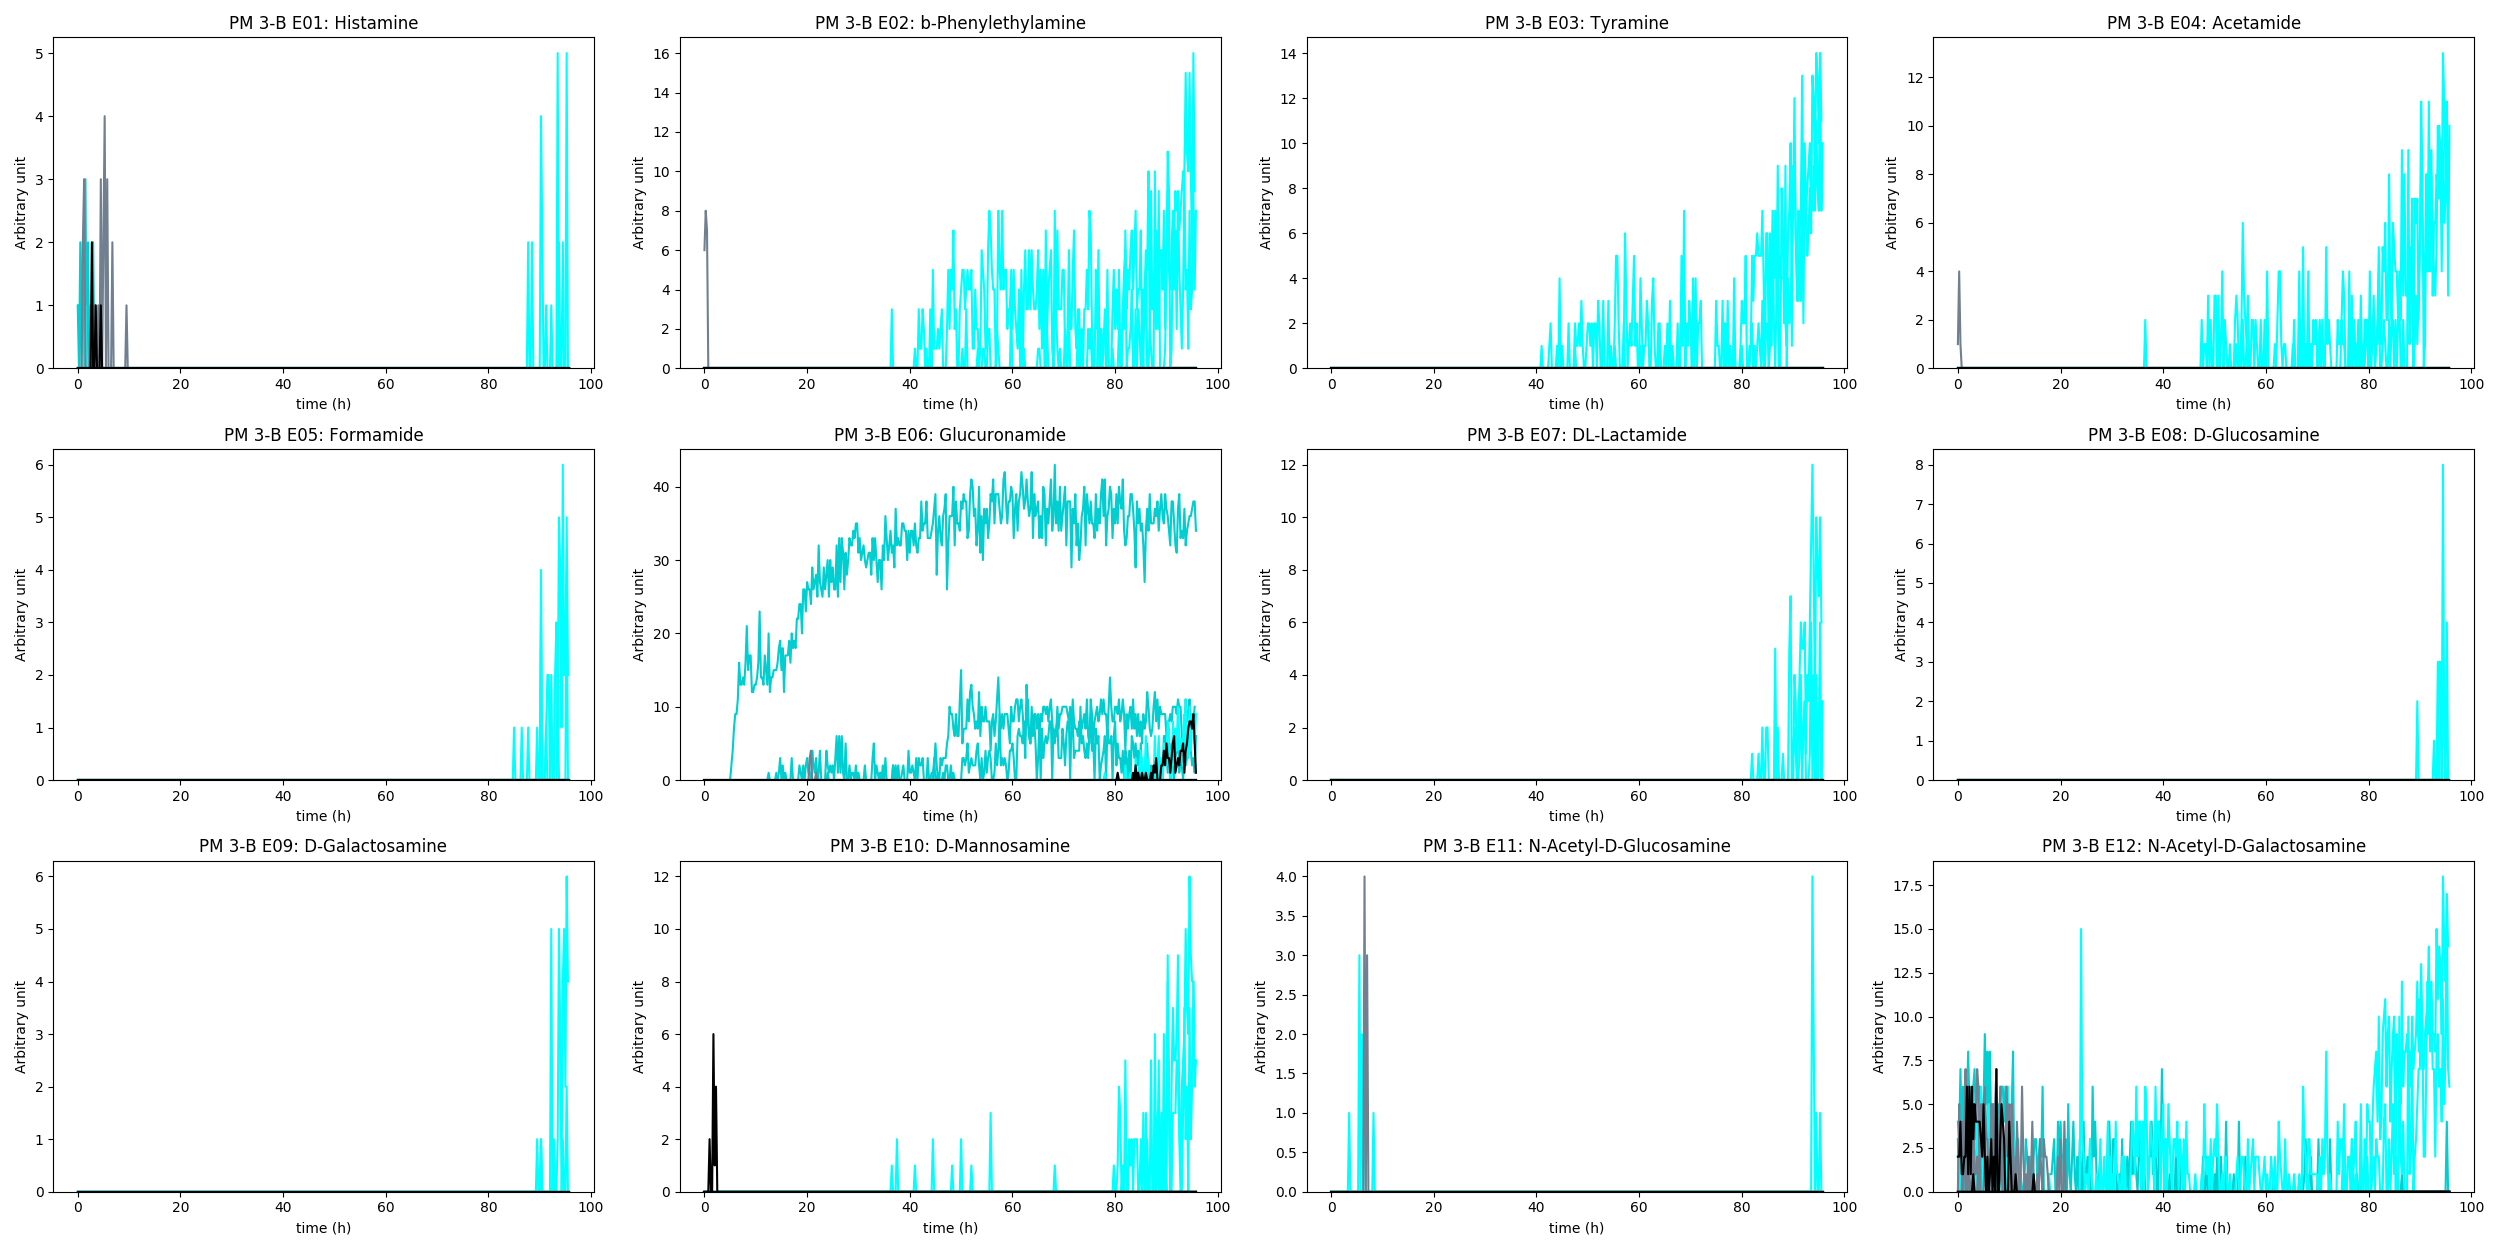 PM 3-B E01: Histamine
5
4
3
2
1
0
Arbitrary unit
0 20 40 60 80 100
time (h)
PM 3-B E02: b-Phenylethylamine
16
14
12
10
8
6
4
2
0
Arbitrary unit
0 20 40 60 80 100
time (h)
PM 3-B E03: Tyramine
14
12
10
8
6
4
2
0
Arbitrary unit
0 20 40 60 80 100
time (h)
PM 3-B E04: Acetamide
12
10
8
6
4
2
0
Arbitrary unit
0 20 40 60 80 100
time (h)
PM 3-B E05: Formamide
6
5
4
3
2
1
0
Arbitrary unit
0 20 40 60 80 100
time (h)
PM 3-B E06: Glucuronamide
40
30
20
10
0
Arbitrary unit
0 20 40 60 80 100
time (h)
PM 3-B E07: DL-Lactamide
12
10
8
6
4
2
0
Arbitrary unit
0 20 40 60 80 100
time (h)
PM 3-B E08: D-Glucosamine
8
7
6
5
4
3
2
1
0
Arbitrary unit
0 20 40 60 80 100
time (h)
PM 3-B E09: D-Galactosamine
6
5
4
3
2
1
0
Arbitrary unit
0 20 40 60 80 100
time (h)
PM 3-B E10: D-Mannosamine
12
10
8
6
4
2
0
Arbitrary unit
0 20 40 60 80 100
time (h)
PM 3-B E11: N-Acetyl-D-Glucosamine
4.0
3.5
3.0
2.5
2.0
1.5
1.0
0.5
0.0
Arbitrary unit
0 20 40 60 80 100
time (h)
PM 3-B E12: N-Acetyl-D-Galactosamine
17.5
15.0
12.5
10.0
7.5
5.0
2.5
0.0
Arbitrary unit
0 20 40 60 80 100
time (h)